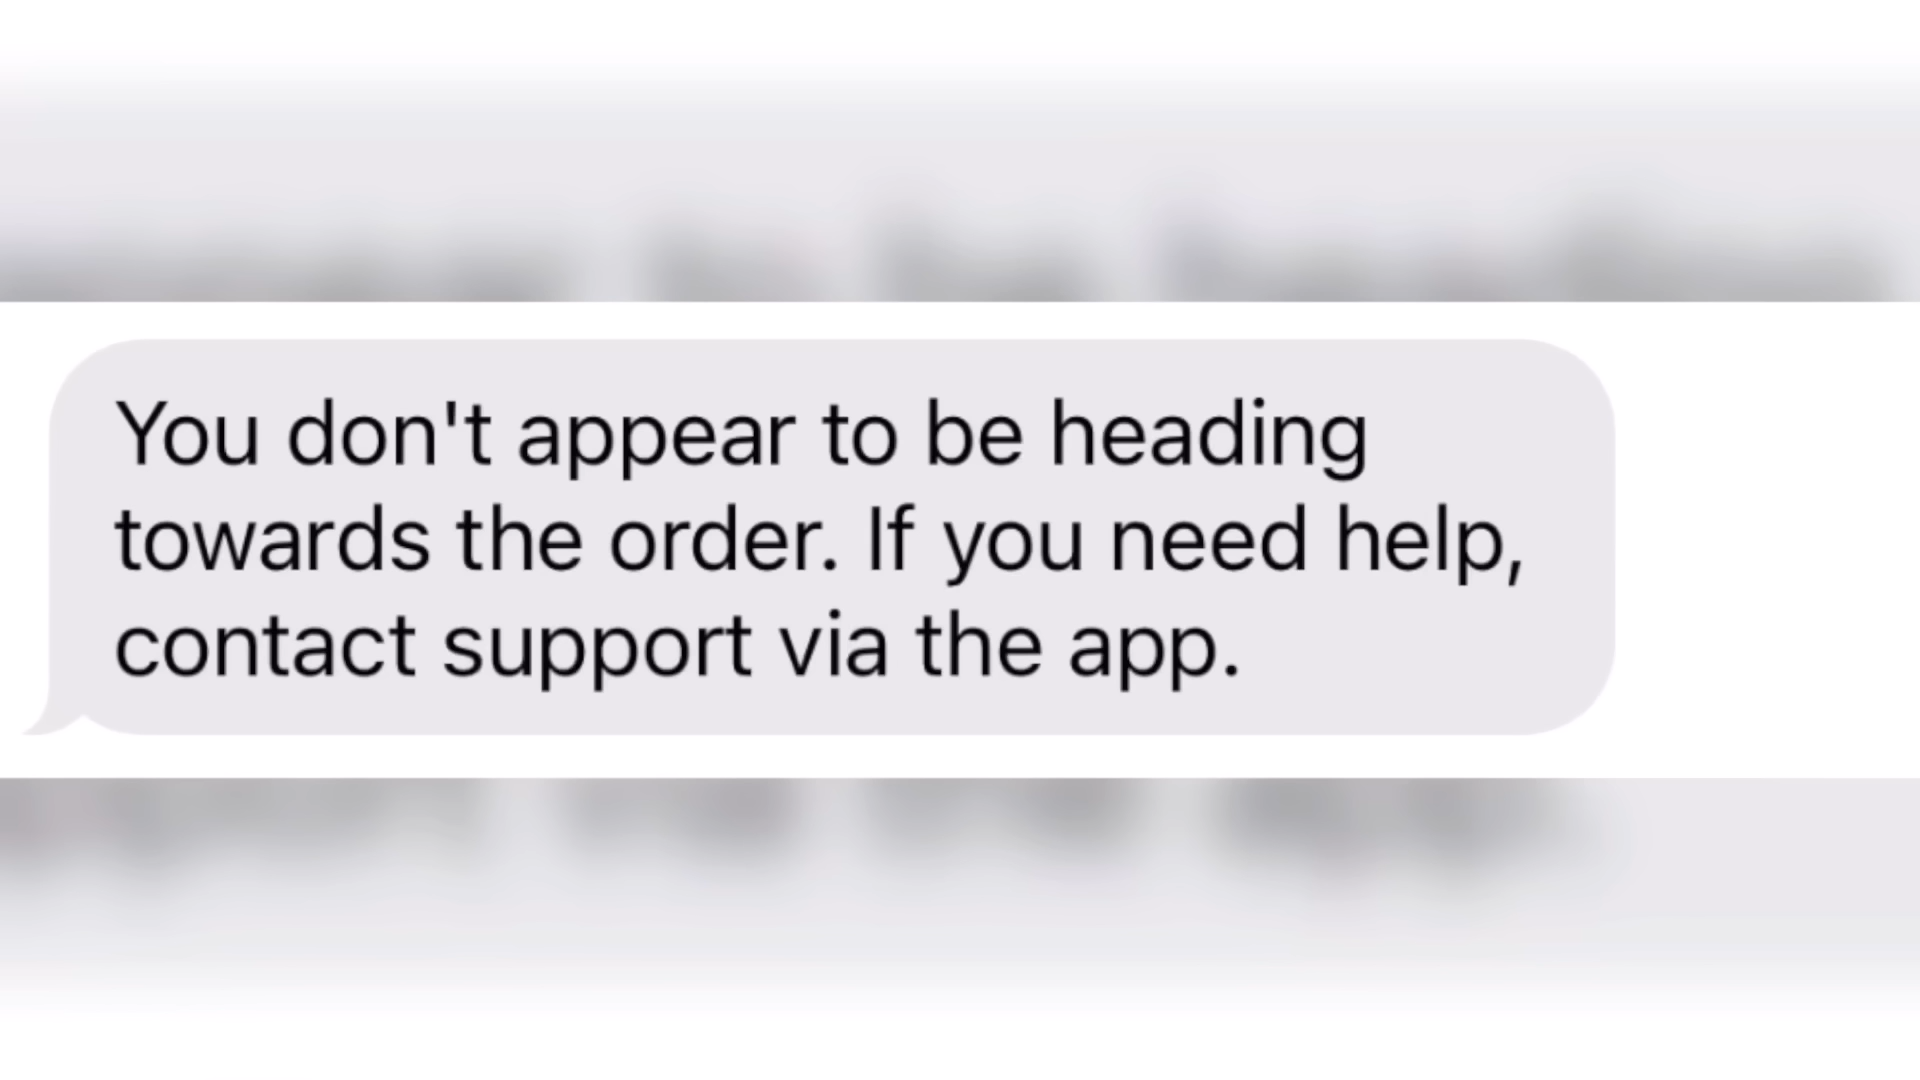 You don't appear to be heading
towards the order. If you need help,
contact support via the app.